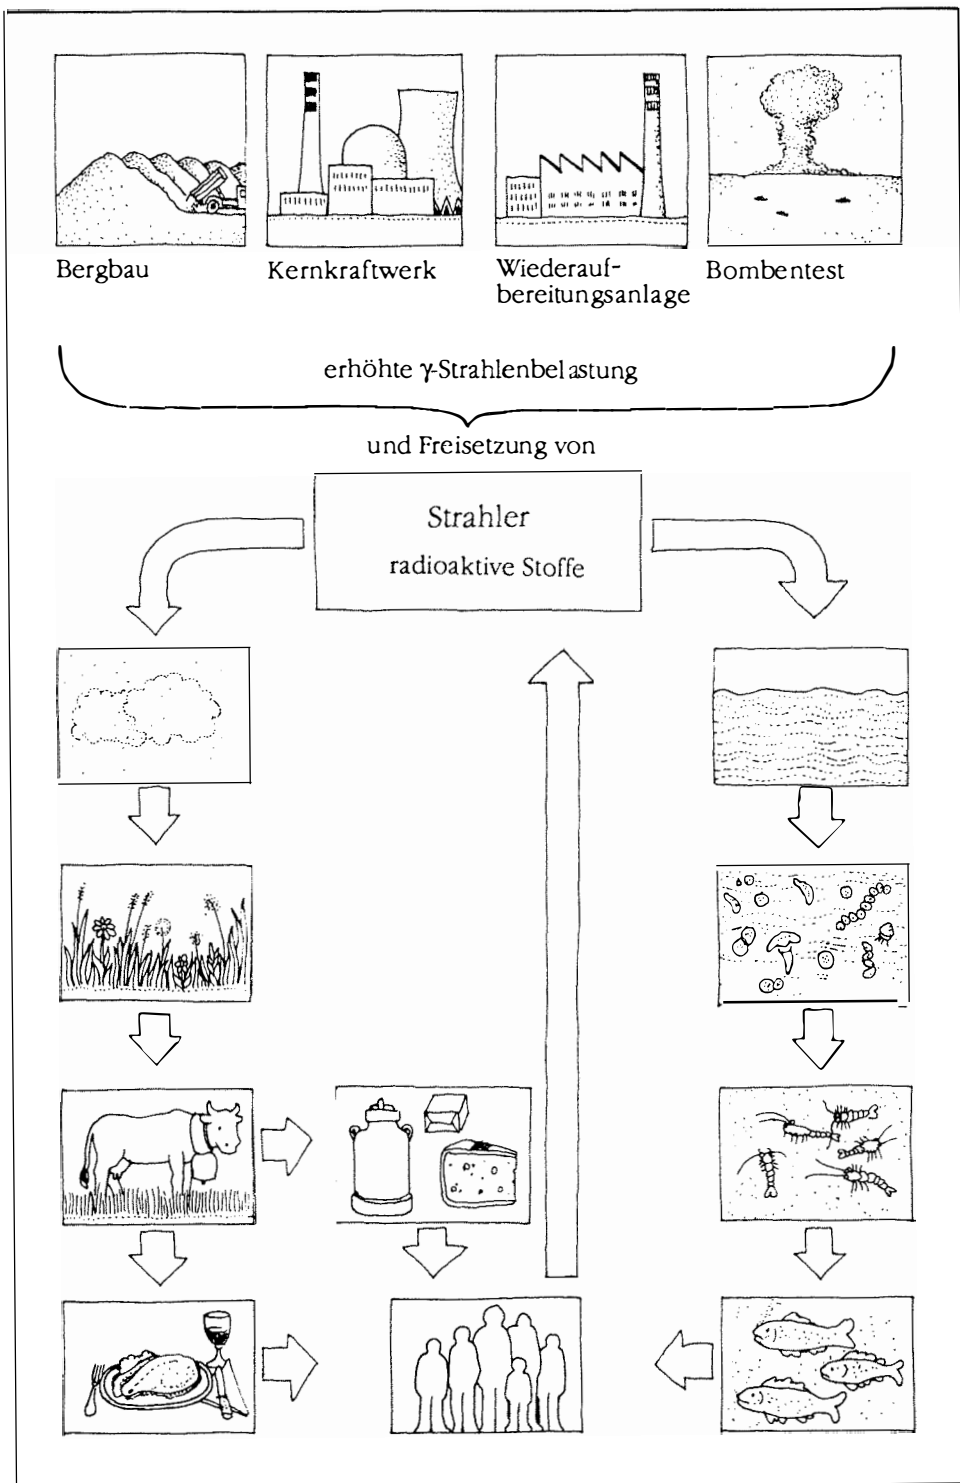 Bergbau
Kernkraftwerk
Wiederauf-
bereitungsanlage
Bombentest
erhöhte γ-Strahlenbelastung
und Freisetzung von
Strahler
radioaktive Stoffe